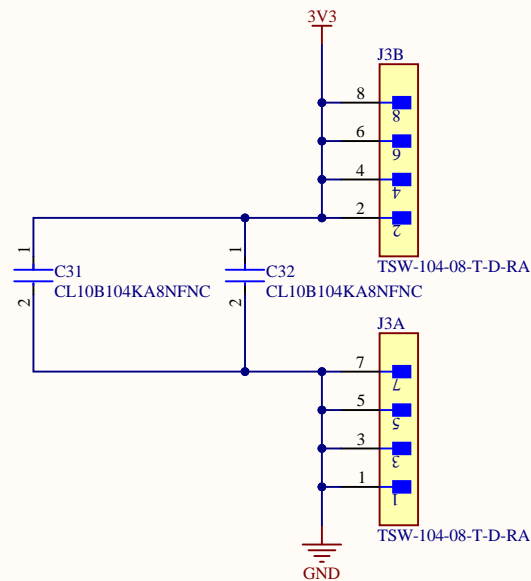 3V3
J3B
8 8
6 6
4 4
2 2
TSW-104-08-T-D-RA
1 1
C31 C32
CL10B104KA8NFNC CL10B104KA8NFNC
2 2
J3A
7 7
5 5
3 3
1 1
TSW-104-08-T-D-RA
GND